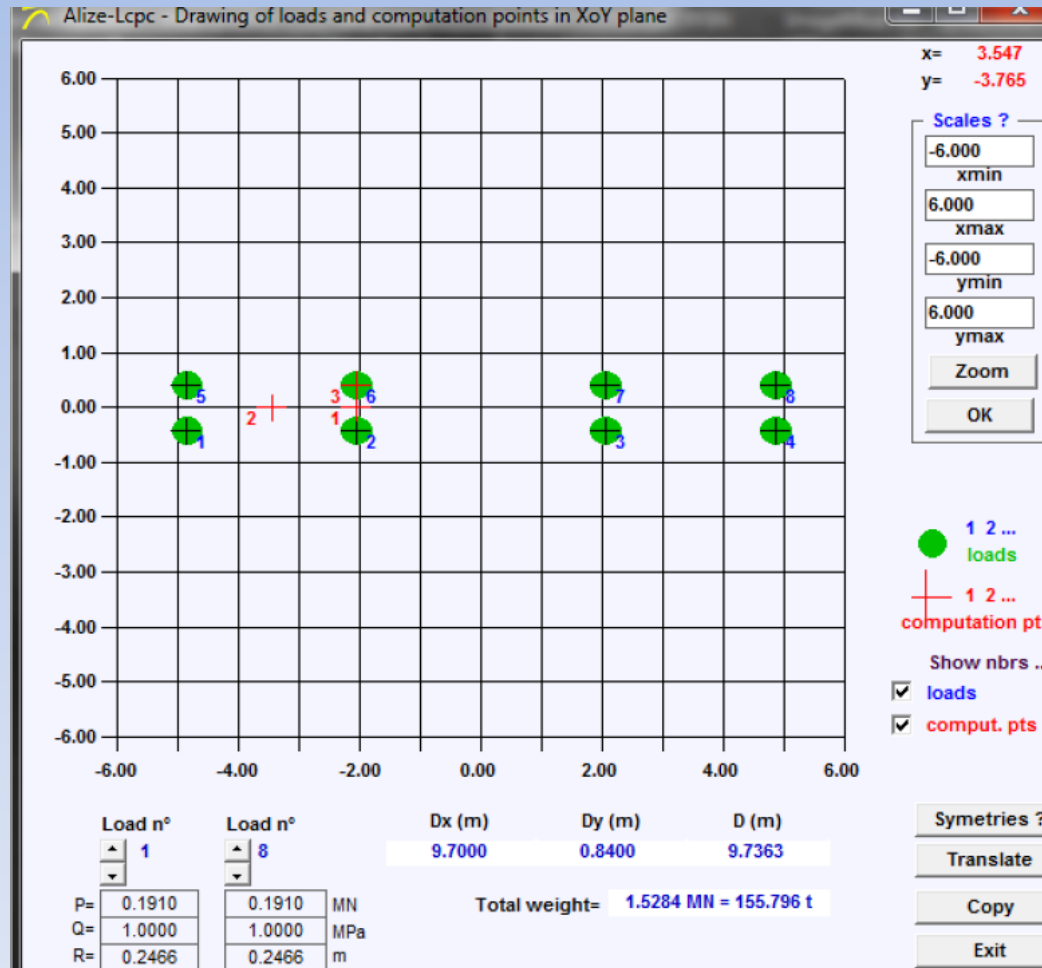 Alize-Lcpc - Drawing of loads and computation points in XoY plane
x= 3.547
y= -3.765
Scales ?
-6.000
xmin
6.000
xmax
-6.000
ymin
6.000
ymax
Zoom
OK
6.00
5.00
4.00
3.00
2.00
1.00
0.00
-1.00
-2.00
-3.00
-4.00
-5.00
-6.00
5 3 6 7 8
2 1
1 2 3 4
-6.00 -4.00 -2.00 0.00 2.00 4.00 6.00
1 2 ...
loads
1 2 ...
computation pt
Show nbrs ..
loads
comput. pts
Load n° Load n° Dx (m) Dy (m) D (m)
1 8 9.7000 0.8400 9.7363
P= 0.1910 0.1910 MN Total weight= 1.5284 MN = 155.796 t
Q= 1.0000 1.0000 MPa
R= 0.2466 0.2466 m
Symetries ?
Translate
Copy
Exit